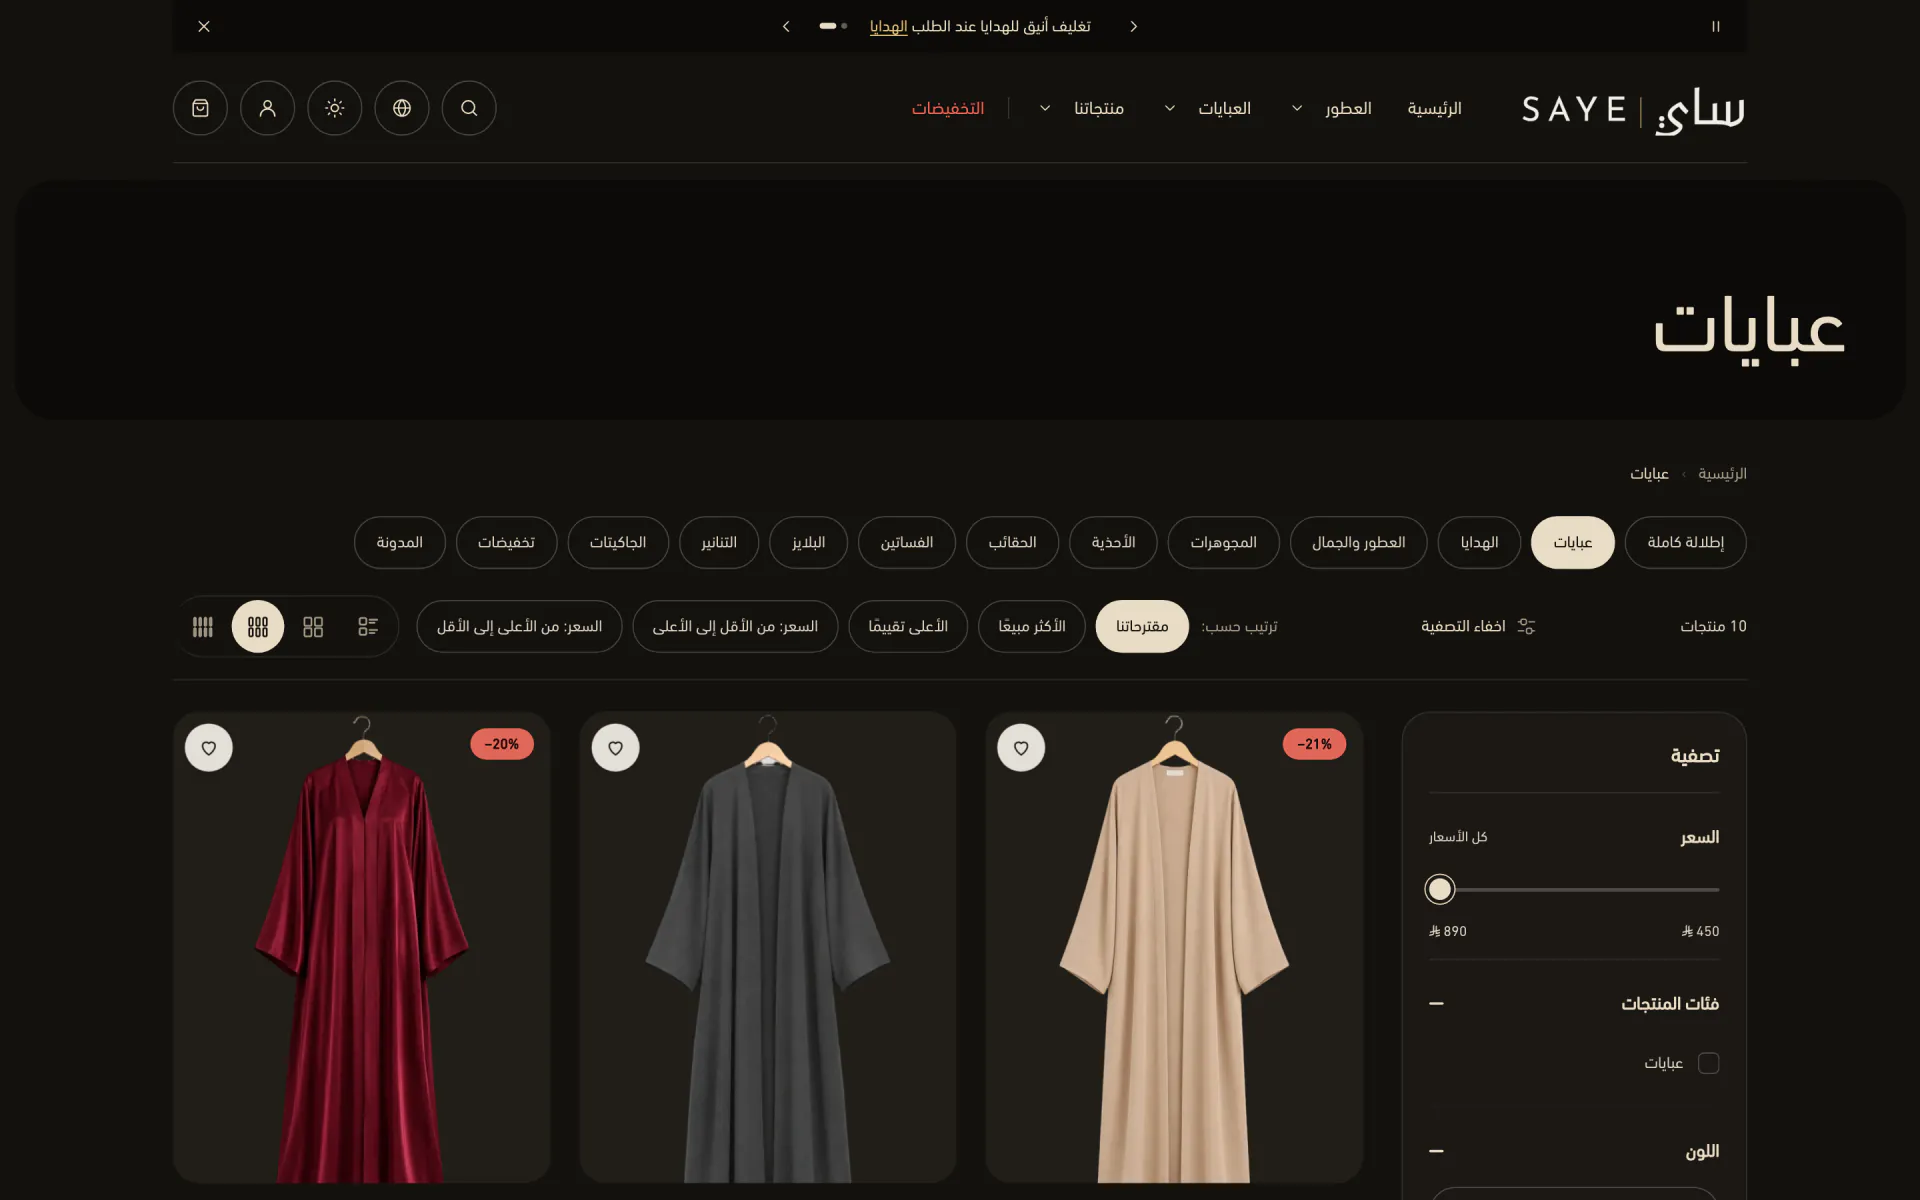 تغليف أنيق للهدايا عند الطلب الهدايا
ساي | SAYE
الرئيسية
العطور
العبايات
منتجاتنا
التخفيضات
عبايات
الرئيسية › عبايات
إطلالة كاملة
عبايات
الهدايا
العطور والجمال
المجوهرات
الأحذية
الحقائب
الفساتين
البلايز
التنانير
الجاكيتات
تخفيضات
المدونة
10 منتجات
اخفاء التصفية
ترتيب حسب:
مقترحاتنا
الأكثر مبيعًا
الأعلى تقييمًا
السعر: من الأقل إلى الأعلى
السعر: من الأعلى إلى الأقل
تصفية
السعر
كل الأسعار
450
890
فئات المنتجات
عبايات
اللون
−21%
−20%